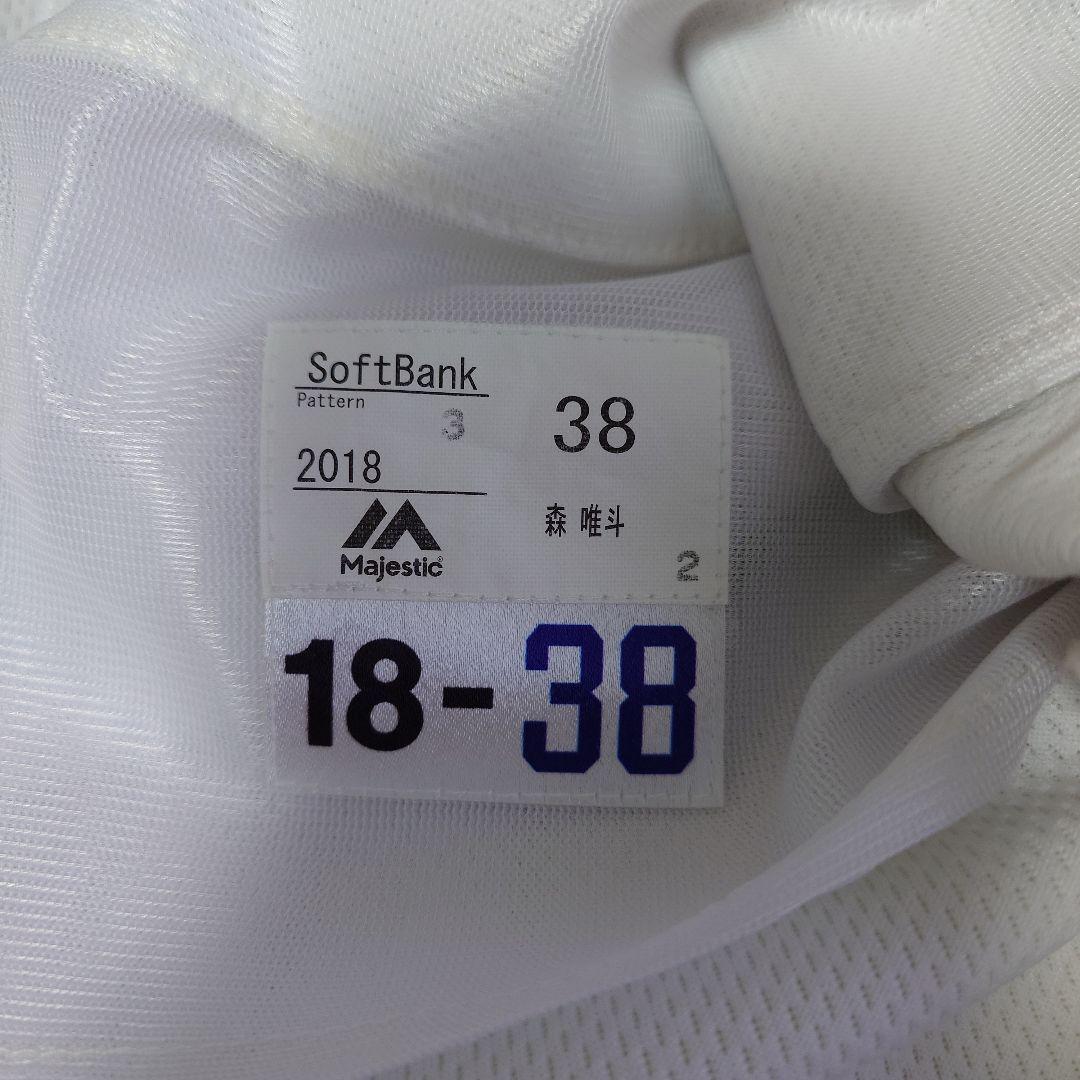 SoftBank
Pattern
3
38
2018
Majestic
森 唯斗
2
18-38